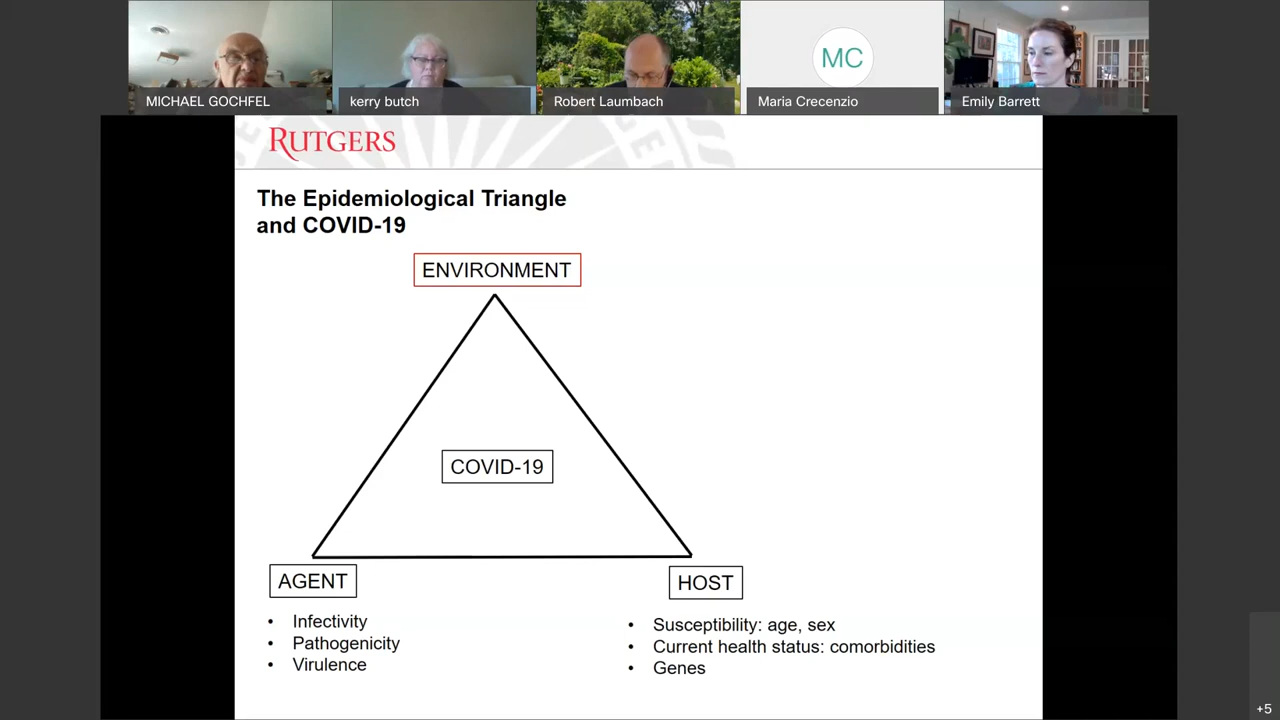 MICHAEL GOCHFEL
kerry butch
Robert Laumbach
MC
Maria Crecenzio
Emily Barrett
RUTGERS
The Epidemiological Triangle
and COVID-19
ENVIRONMENT
COVID-19
AGENT
HOST
• Infectivity
• Pathogenicity
• Virulence
• Susceptibility: age, sex
• Current health status: comorbidities
• Genes
+5